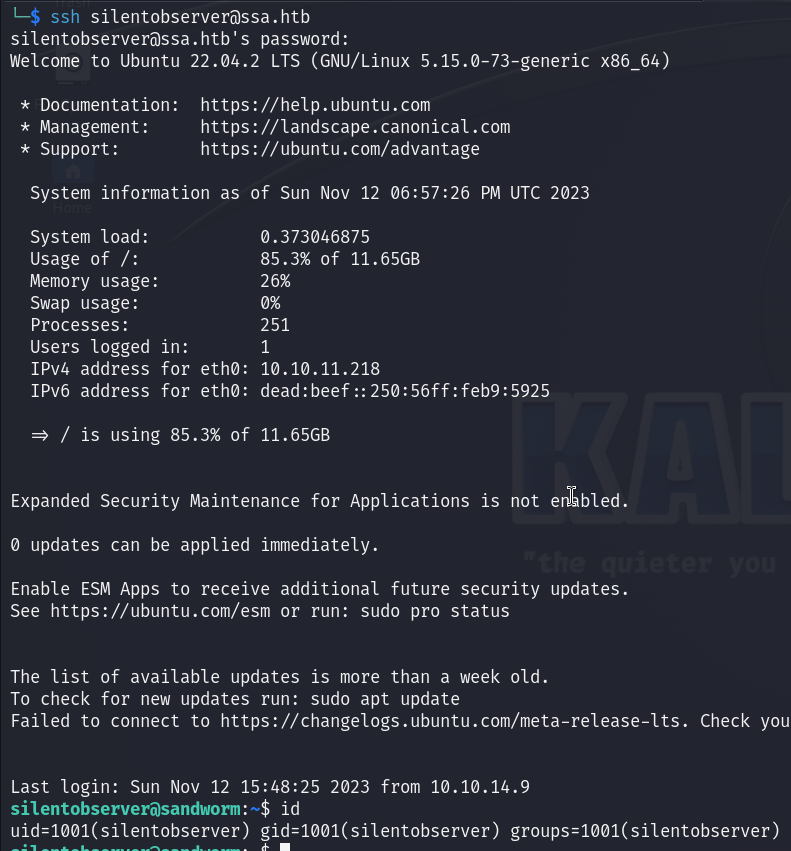 └─$ ssh silentobserver@ssa.htb
silentobserver@ssa.htb's password:
Welcome to Ubuntu 22.04.2 LTS (GNU/Linux 5.15.0-73-generic x86_64)
* Documentation:  https://help.ubuntu.com
* Management:     https://landscape.canonical.com
* Support:        https://ubuntu.com/advantage
System information as of Sun Nov 12 06:57:26 PM UTC 2023
System load:           0.373046875
Usage of /:            85.3% of 11.65GB
Memory usage:          26%
Swap usage:            0%
Processes:             251
Users logged in:       1
IPv4 address for eth0: 10.10.11.218
IPv6 address for eth0: dead:beef::250:56ff:feb9:5925
=> / is using 85.3% of 11.65GB
Expanded Security Maintenance for Applications is not enabled.
0 updates can be applied immediately.
Enable ESM Apps to receive additional future security updates.
See https://ubuntu.com/esm or run: sudo pro status
The list of available updates is more than a week old.
To check for new updates run: sudo apt update
Failed to connect to https://changelogs.ubuntu.com/meta-release-lts. Check you
Last login: Sun Nov 12 15:48:25 2023 from 10.10.14.9
silentobserver@sandworm:~$ id
uid=1001(silentobserver) gid=1001(silentobserver) groups=1001(silentobserver)
silentobserver@sandworm:~$
Home
KAL
"the quieter you